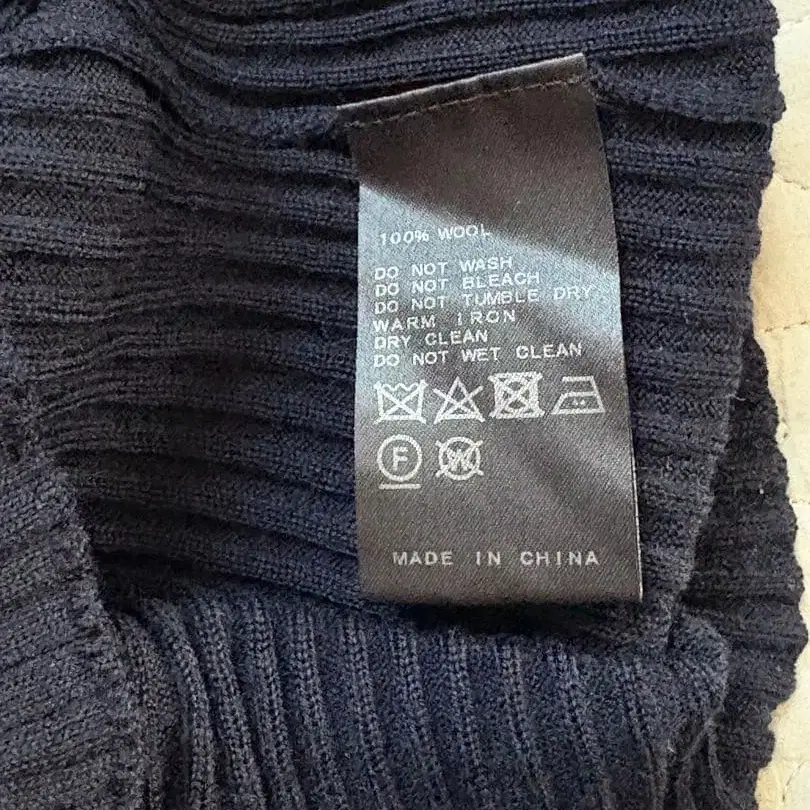 100% WOOL
DO NOT WASH
DO NOT BLEACH
DO NOT TUMBLE DRY
WARM IRON
DRY CLEAN
DO NOT WET CLEAN
F W
MADE IN CHINA